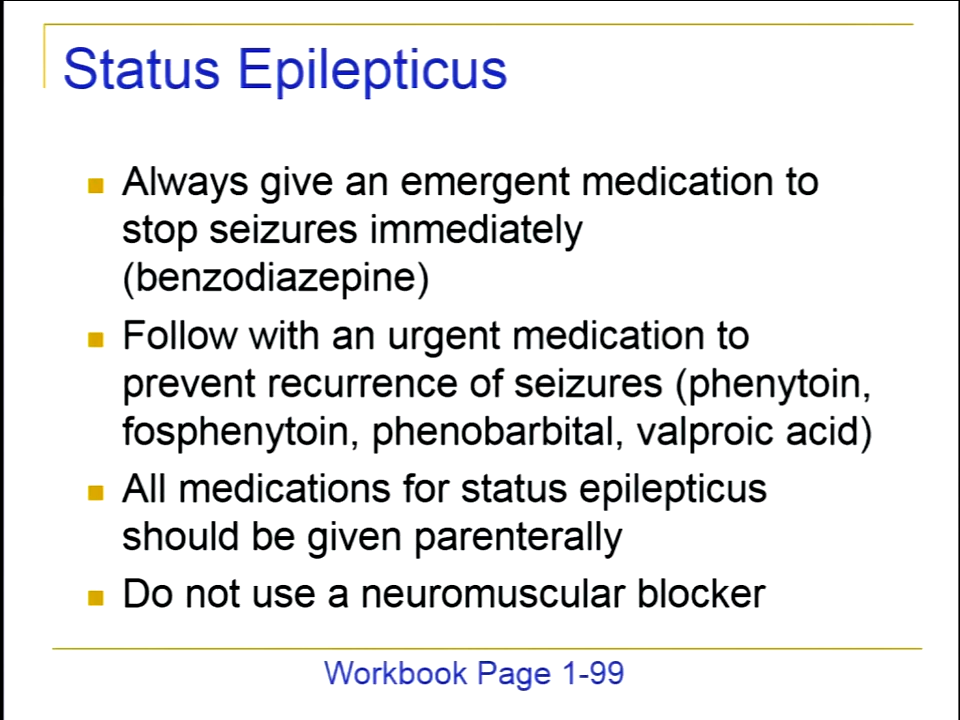 Status Epilepticus
Always give an emergent medication to
stop seizures immediately
(benzodiazepine)
Follow with an urgent medication to
prevent recurrence of seizures (phenytoin,
fosphenytoin, phenobarbital, valproic acid)
All medications for status epilepticus
should be given parenterally
Do not use a neuromuscular blocker
Workbook Page 1-99